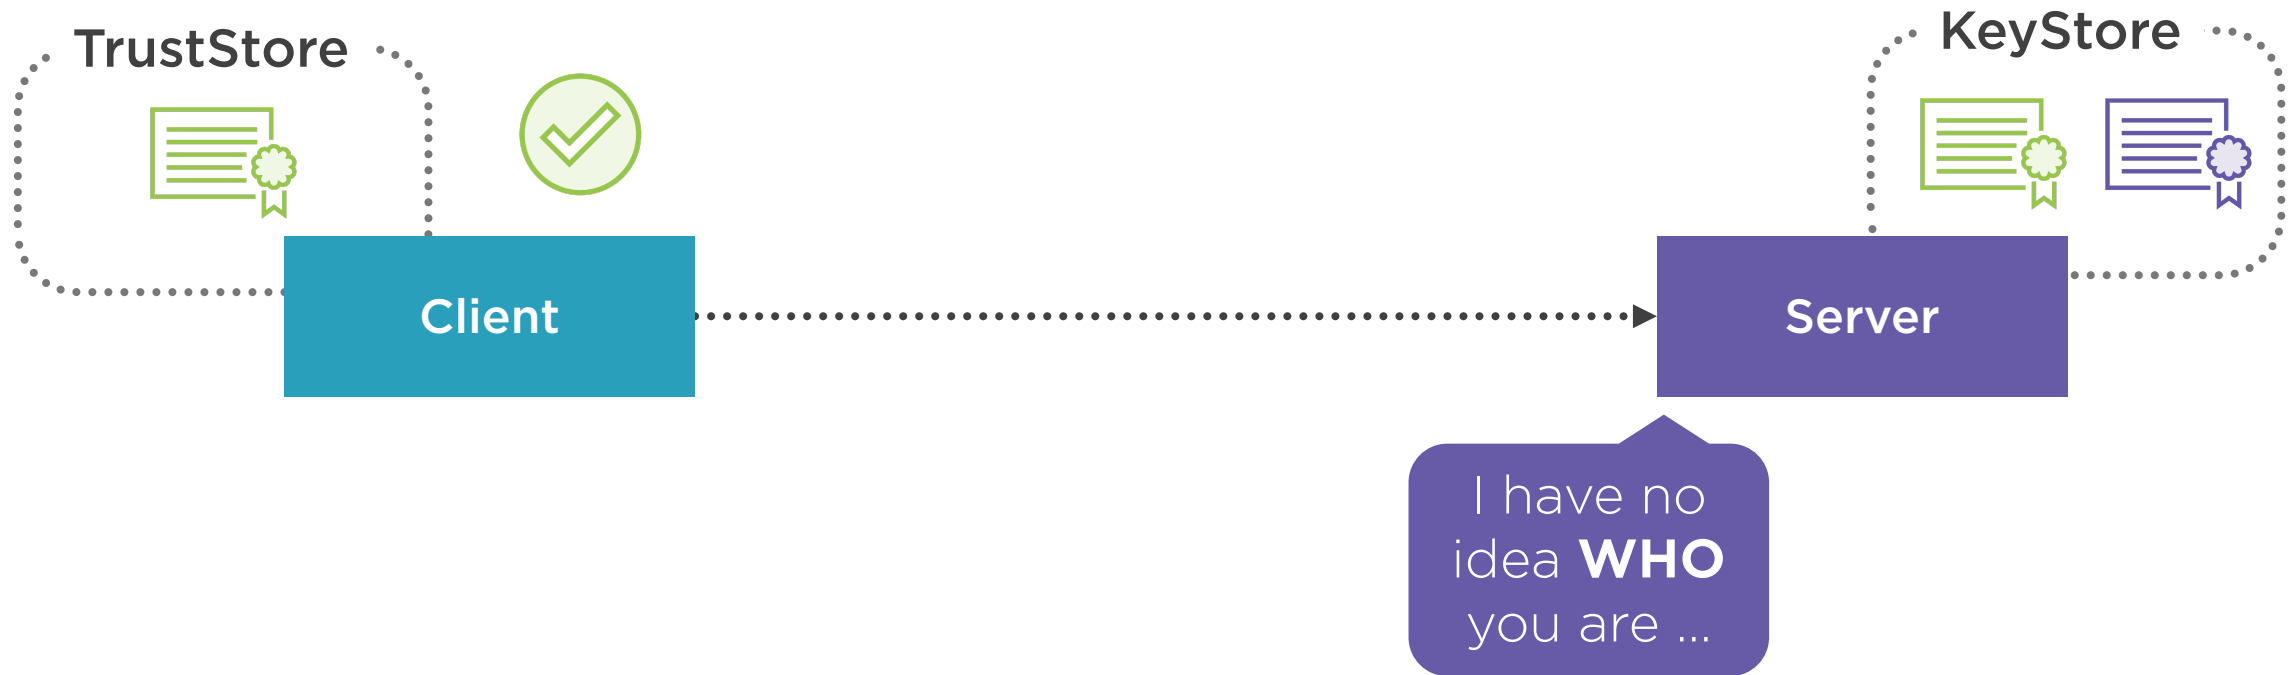 TrustStore
KeyStore
Client
Server
I have no
idea WHO
you are ...